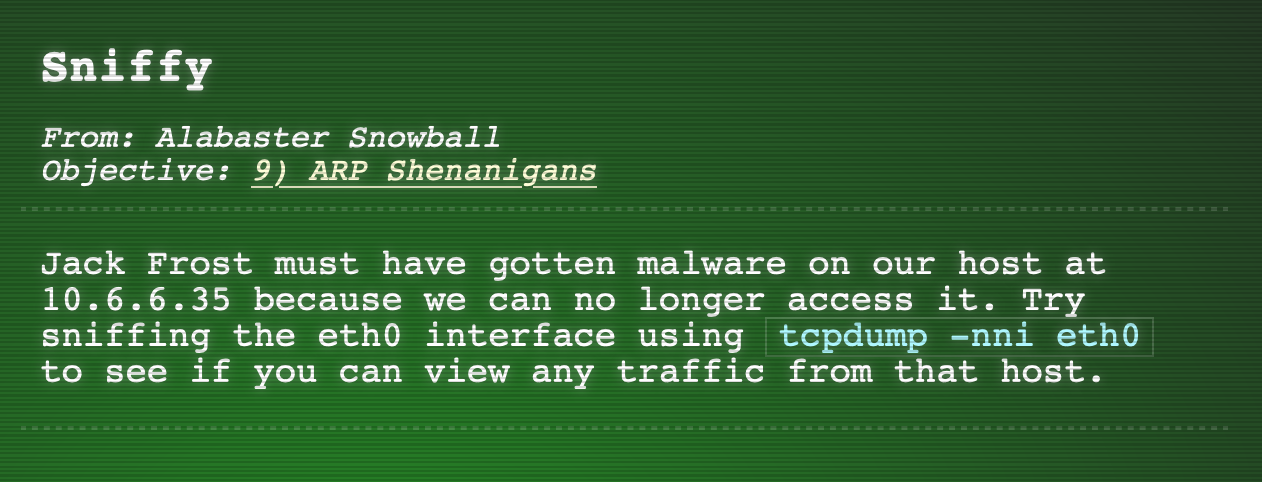 Sniffy
From: Alabaster Snowball
Objective: 9) ARP Shenanigans
Jack Frost must have gotten malware on our host at
10.6.6.35 because we can no longer access it. Try
sniffing the eth0 interface using tcpdump -nni eth0
to see if you can view any traffic from that host.